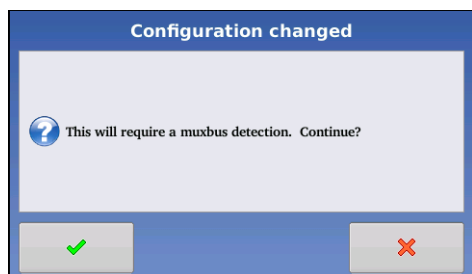 Configuration changed
This will require a muxbus detection.  Continue?